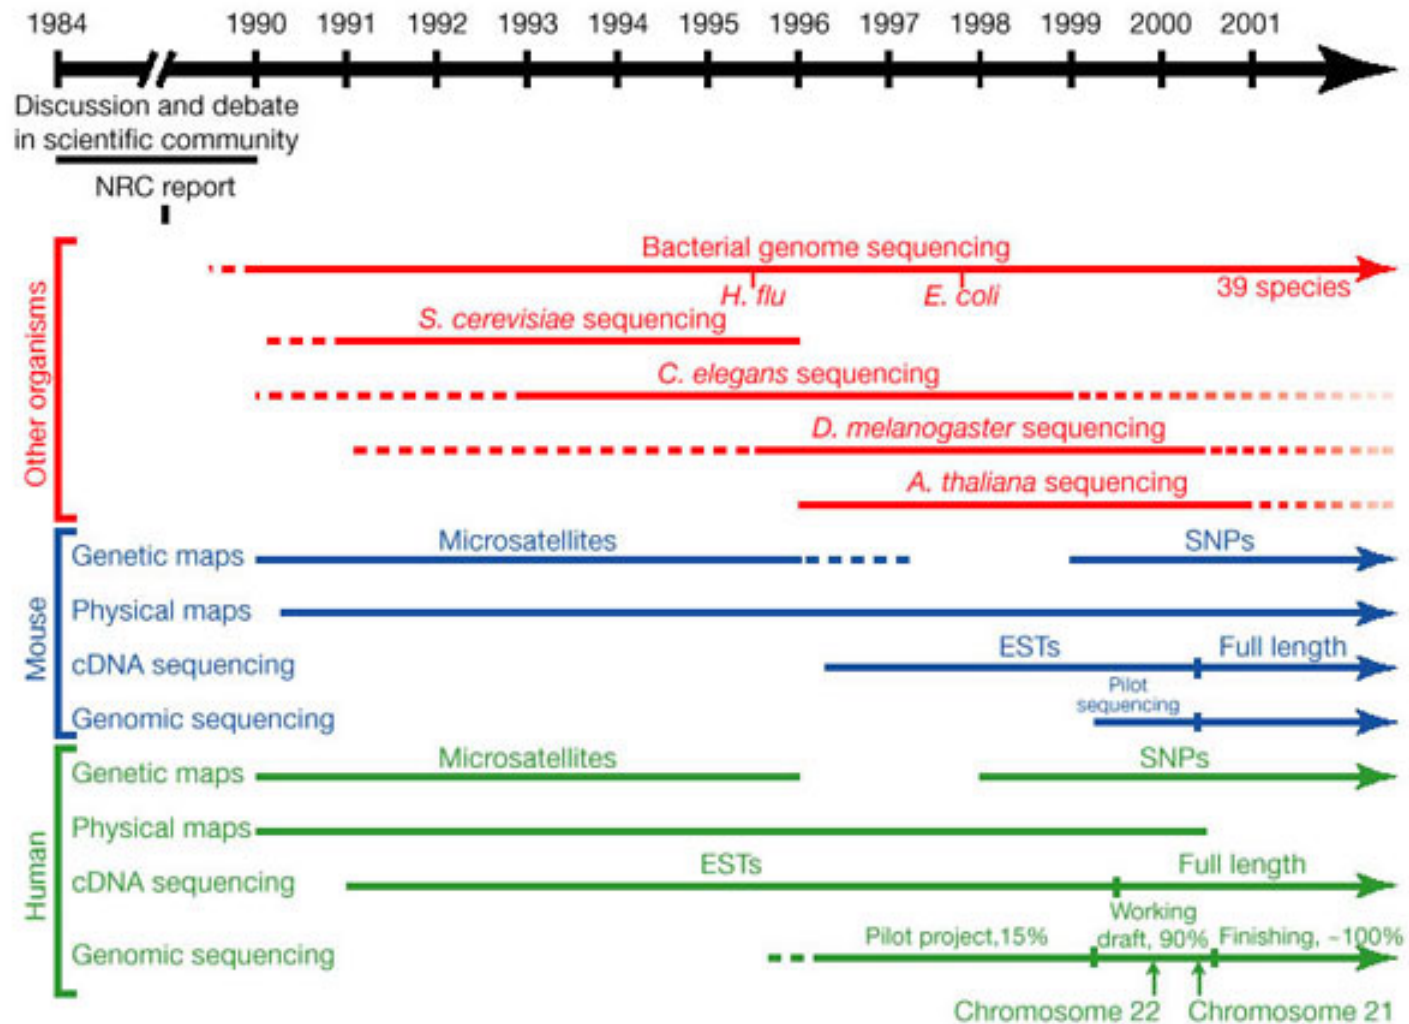 1984 1990 1991 1992 1993 1994 1995 1996 1997 1998 1999 2000 2001
Discussion and debate
in scientific community
NRC report
Other organisms
Bacterial genome sequencing
H. flu E. coli 39 species
S. cerevisiae sequencing
C. elegans sequencing
D. melanogaster sequencing
A. thaliana sequencing
Mouse
Genetic maps Microsatellites SNPs
Physical maps
cDNA sequencing ESTs Full length
Genomic sequencing Pilot
sequencing
Human
Genetic maps Microsatellites SNPs
Physical maps
cDNA sequencing ESTs Full length
Genomic sequencing Pilot project,15% Working
draft, 90% Finishing, ~100%
Chromosome 22 Chromosome 21